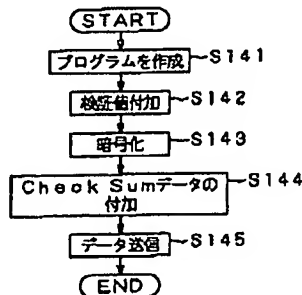 START
プログラムを作成 S141
検証値付加 S142
暗号化 S143
Check Sumデータの
付加 S144
データ送信 S145
END